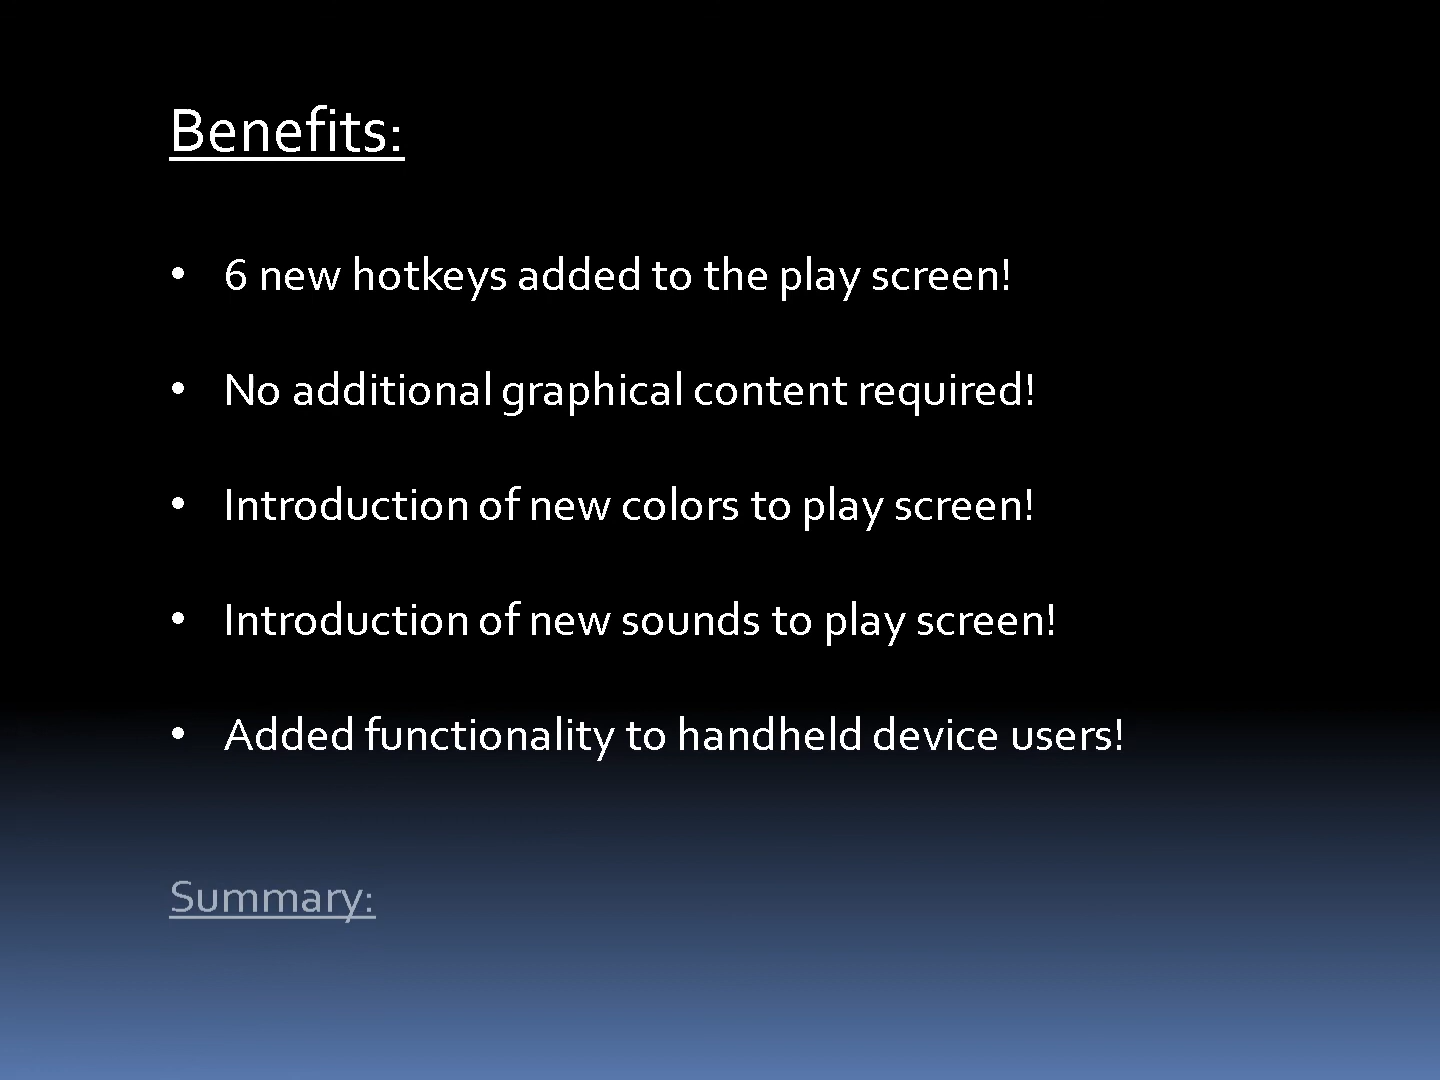 Benefits:
• 6 new hotkeys added to the play screen!
• No additional graphical content required!
• Introduction of new colors to play screen!
• Introduction of new sounds to play screen!
• Added functionality to handheld device users!
Summary: